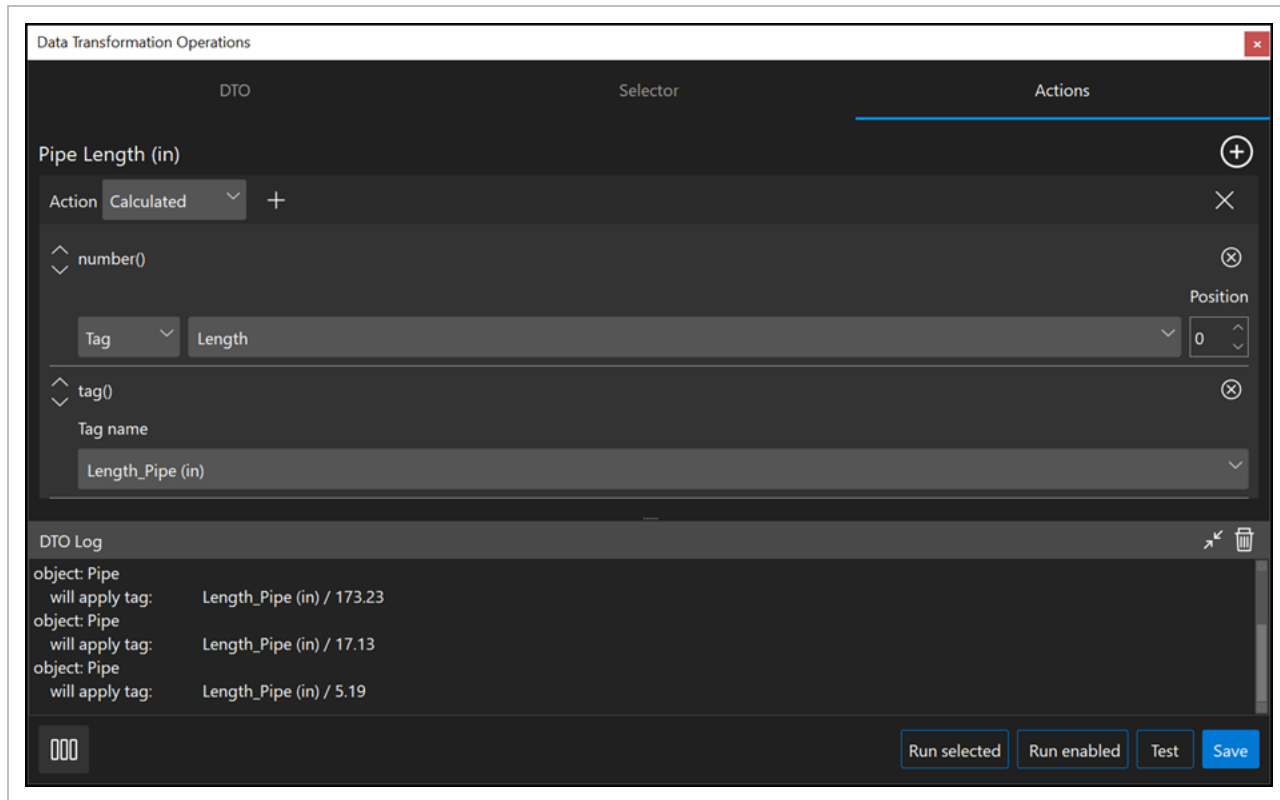 Data Transformation Operations
DTO Selector Actions
Pipe Length (in)
Action Calculated
number()
Position
Tag Length 0
tag()
Tag name
Length_Pipe (in)
DTO Log
object: Pipe
will apply tag: Length_Pipe (in) / 173.23
object: Pipe
will apply tag: Length_Pipe (in) / 17.13
object: Pipe
will apply tag: Length_Pipe (in) / 5.19
Run selected Run enabled Test Save